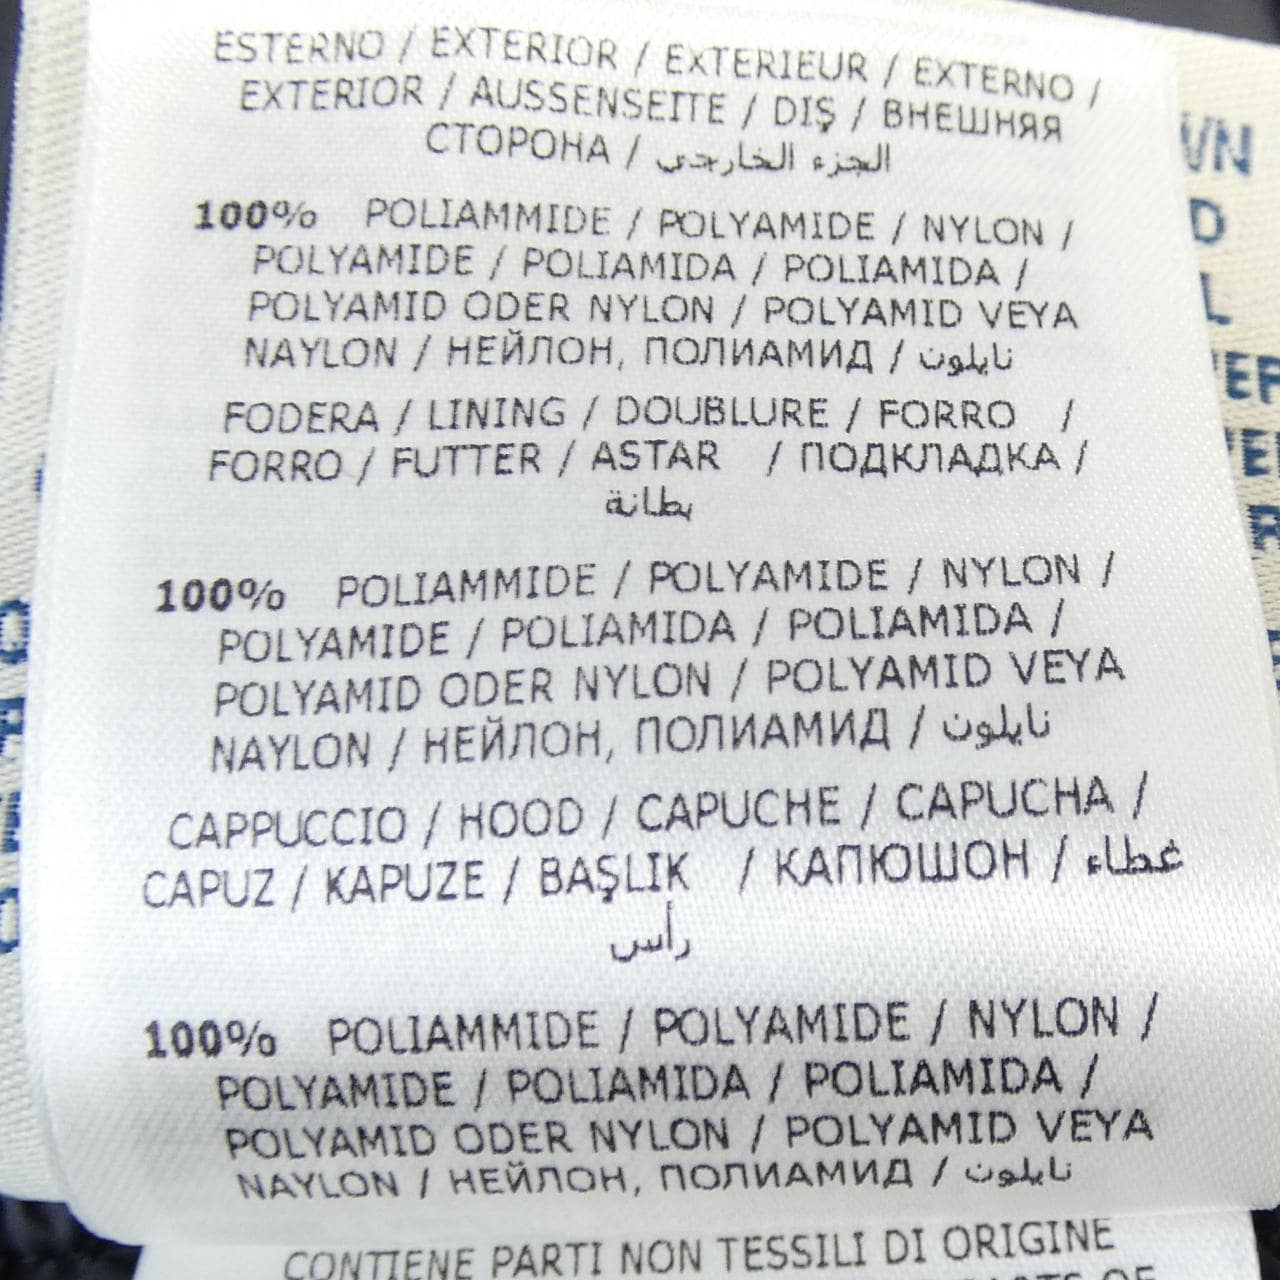 ESTERNO / EXTERIOR / EXTERIEUR / EXTERNO /
EXTERIOR / AUSSENSEITE / DIŞ / ВНЕШНЯЯ
СТОРОНА / الجزء الخارجي
100% POLIAMMIDE / POLYAMIDE / NYLON /
POLYAMIDE / POLIAMIDA / POLIAMIDA /
POLYAMID ODER NYLON / POLYAMID VEYA
NAYLON / НЕЙЛОН, ПОЛИАМИД / نايلون
FODERA / LINING / DOUBLURE / FORRO /
FORRO / FUTTER / ASTAR / ПОДКЛАДКА /
بطانة
100% POLIAMMIDE / POLYAMIDE / NYLON /
POLYAMIDE / POLIAMIDA / POLIAMIDA /
POLYAMID ODER NYLON / POLYAMID VEYA
NAYLON / НЕЙЛОН, ПОЛИАМИД / نايلون
CAPPUCCIO / HOOD / CAPUCHE / CAPUCHA /
CAPUZ / KAPUZE / BAŞLIK / КАПЮШОН / غطاء
رأس
100% POLIAMMIDE / POLYAMIDE / NYLON /
POLYAMIDE / POLIAMIDA / POLIAMIDA /
POLYAMID ODER NYLON / POLYAMID VEYA
NAYLON / НЕЙЛОН, ПОЛИАМИД / نايلون
CONTIENE PARTI NON TESSILI DI ORIGINE